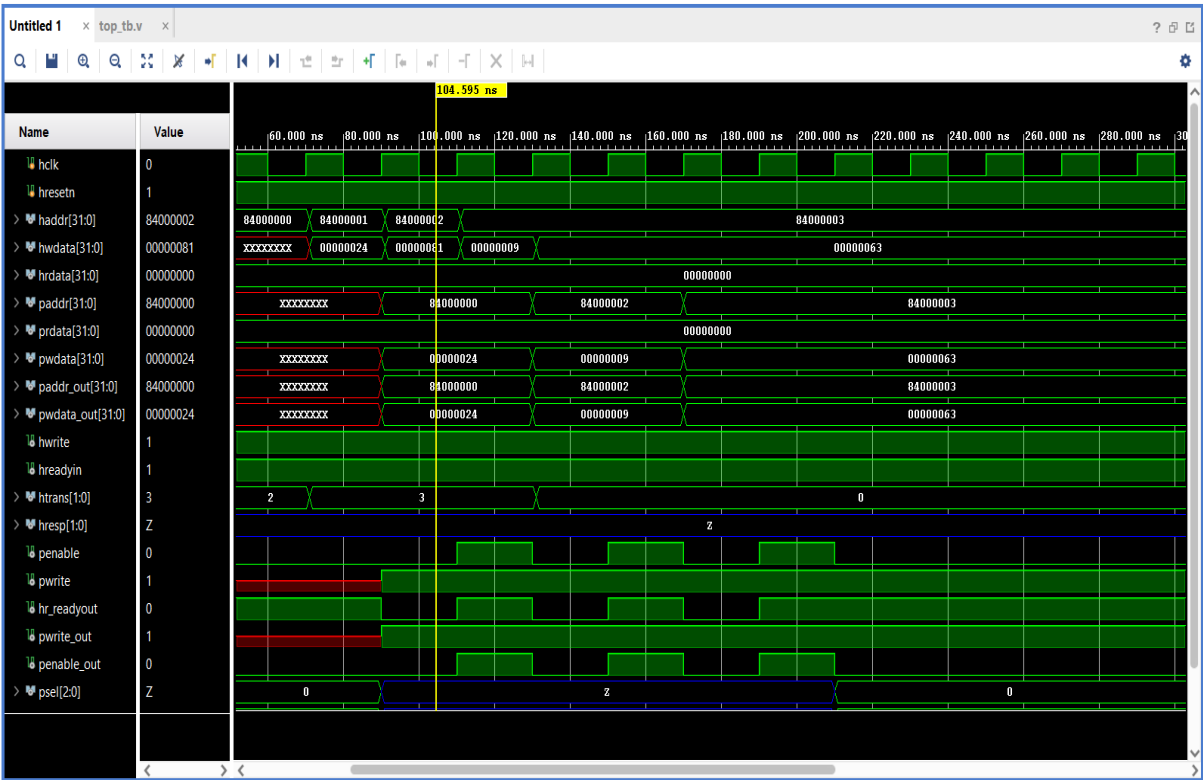 Untitled 1 × top_tb.v × ?
104.595 ns
Name Value 60.000 ns 80.000 ns 100.000 ns 120.000 ns 140.000 ns 160.000 ns 180.000 ns 200.000 ns 220.000 ns 240.000 ns 260.000 ns 280.000 ns 30
hclk 0
hresetn 1
haddr[31:0] 84000002 84000000 84000001 84000002 84000003
hwdata[31:0] 00000081 XXXXXXXX 00000024 00000081 00000009 00000063
hrdata[31:0] 00000000 00000000
paddr[31:0] 84000000 XXXXXXXX 84000000 84000002 84000003
prdata[31:0] 00000000 00000000
pwdata[31:0] 00000024 XXXXXXXX 00000024 00000009 00000063
paddr_out[31:0] 84000000 XXXXXXXX 84000000 84000002 84000003
pwdata_out[31:0] 00000024 XXXXXXXX 00000024 00000009 00000063
hwrite 1
hreadyin 1
htrans[1:0] 3 2 3 0
hresp[1:0] Z Z
penable 0
pwrite 1
hr_readyout 0
pwrite_out 1
penable_out 0
psel[2:0] Z 0 Z 0